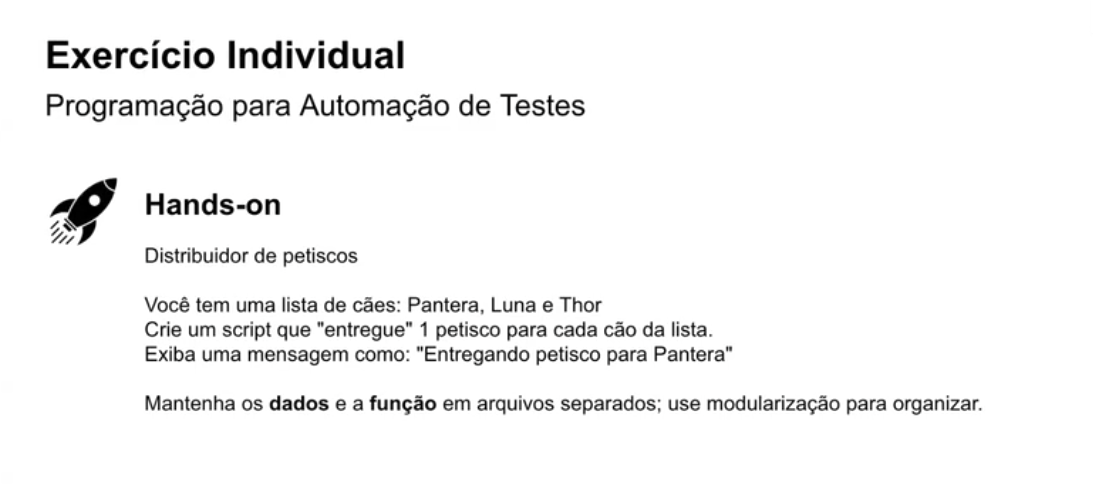 Exercício Individual
Programação para Automação de Testes
Hands-on
Distribuidor de petiscos
Você tem uma lista de cães: Pantera, Luna e Thor
Crie um script que "entregue" 1 petisco para cada cão da lista.
Exiba uma mensagem como: "Entregando petisco para Pantera"
Mantenha os dados e a função em arquivos separados; use modularização para organizar.